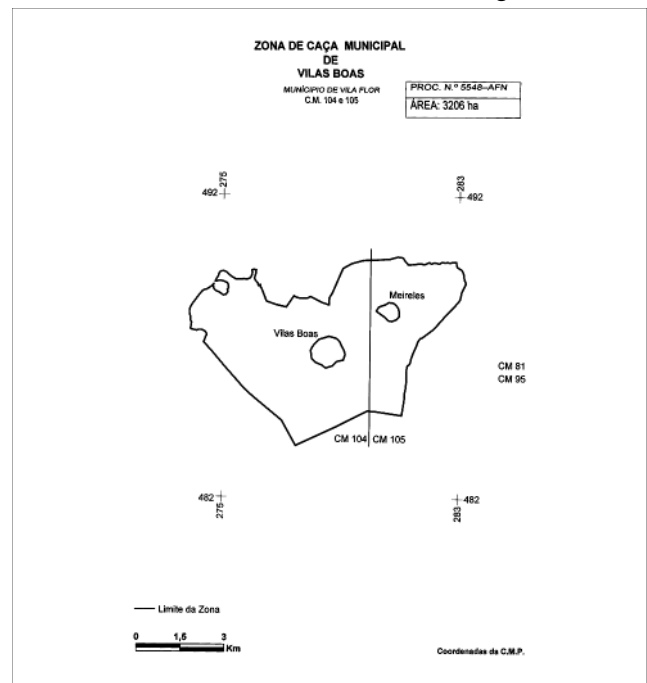 ZONA DE CAÇA MUNICIPAL
DE
VILAS BOAS
MUNICÍPIO DE VILA FLOR
C.M. 104 e 105
PROC. N.º 5548–AFN
ÁREA: 3206 ha
275
492
283
492
Meireles
Vilas Boas
CM 81
CM 95
CM 104
CM 105
482
275
482
283
Limite da Zona
0 1,5 3
Km
Coordenadas da C.M.P.